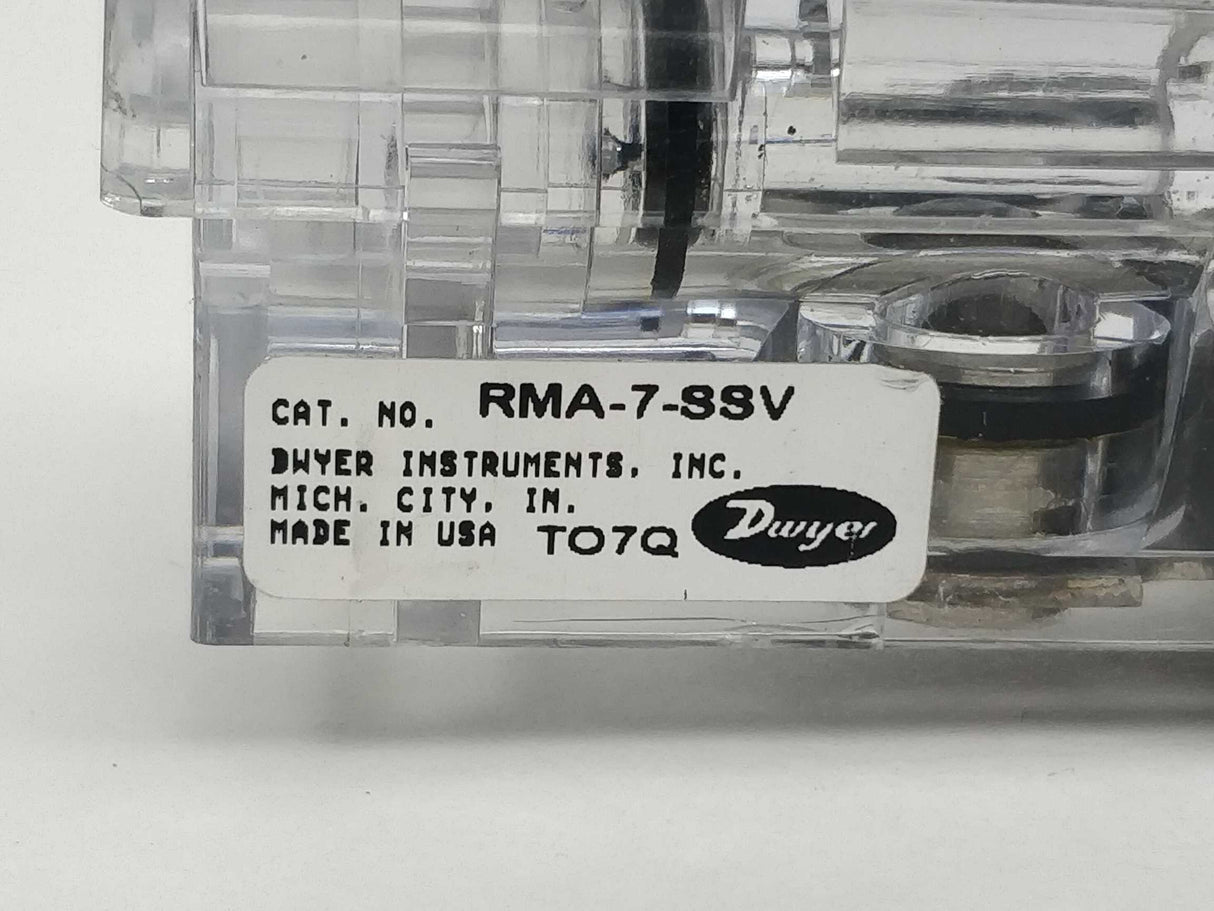 CAT. NO. RMA-7-SSV
DWYER INSTRUMENTS, INC.
MICH. CITY, IN.
MADE IN USA TO7Q Dwyer